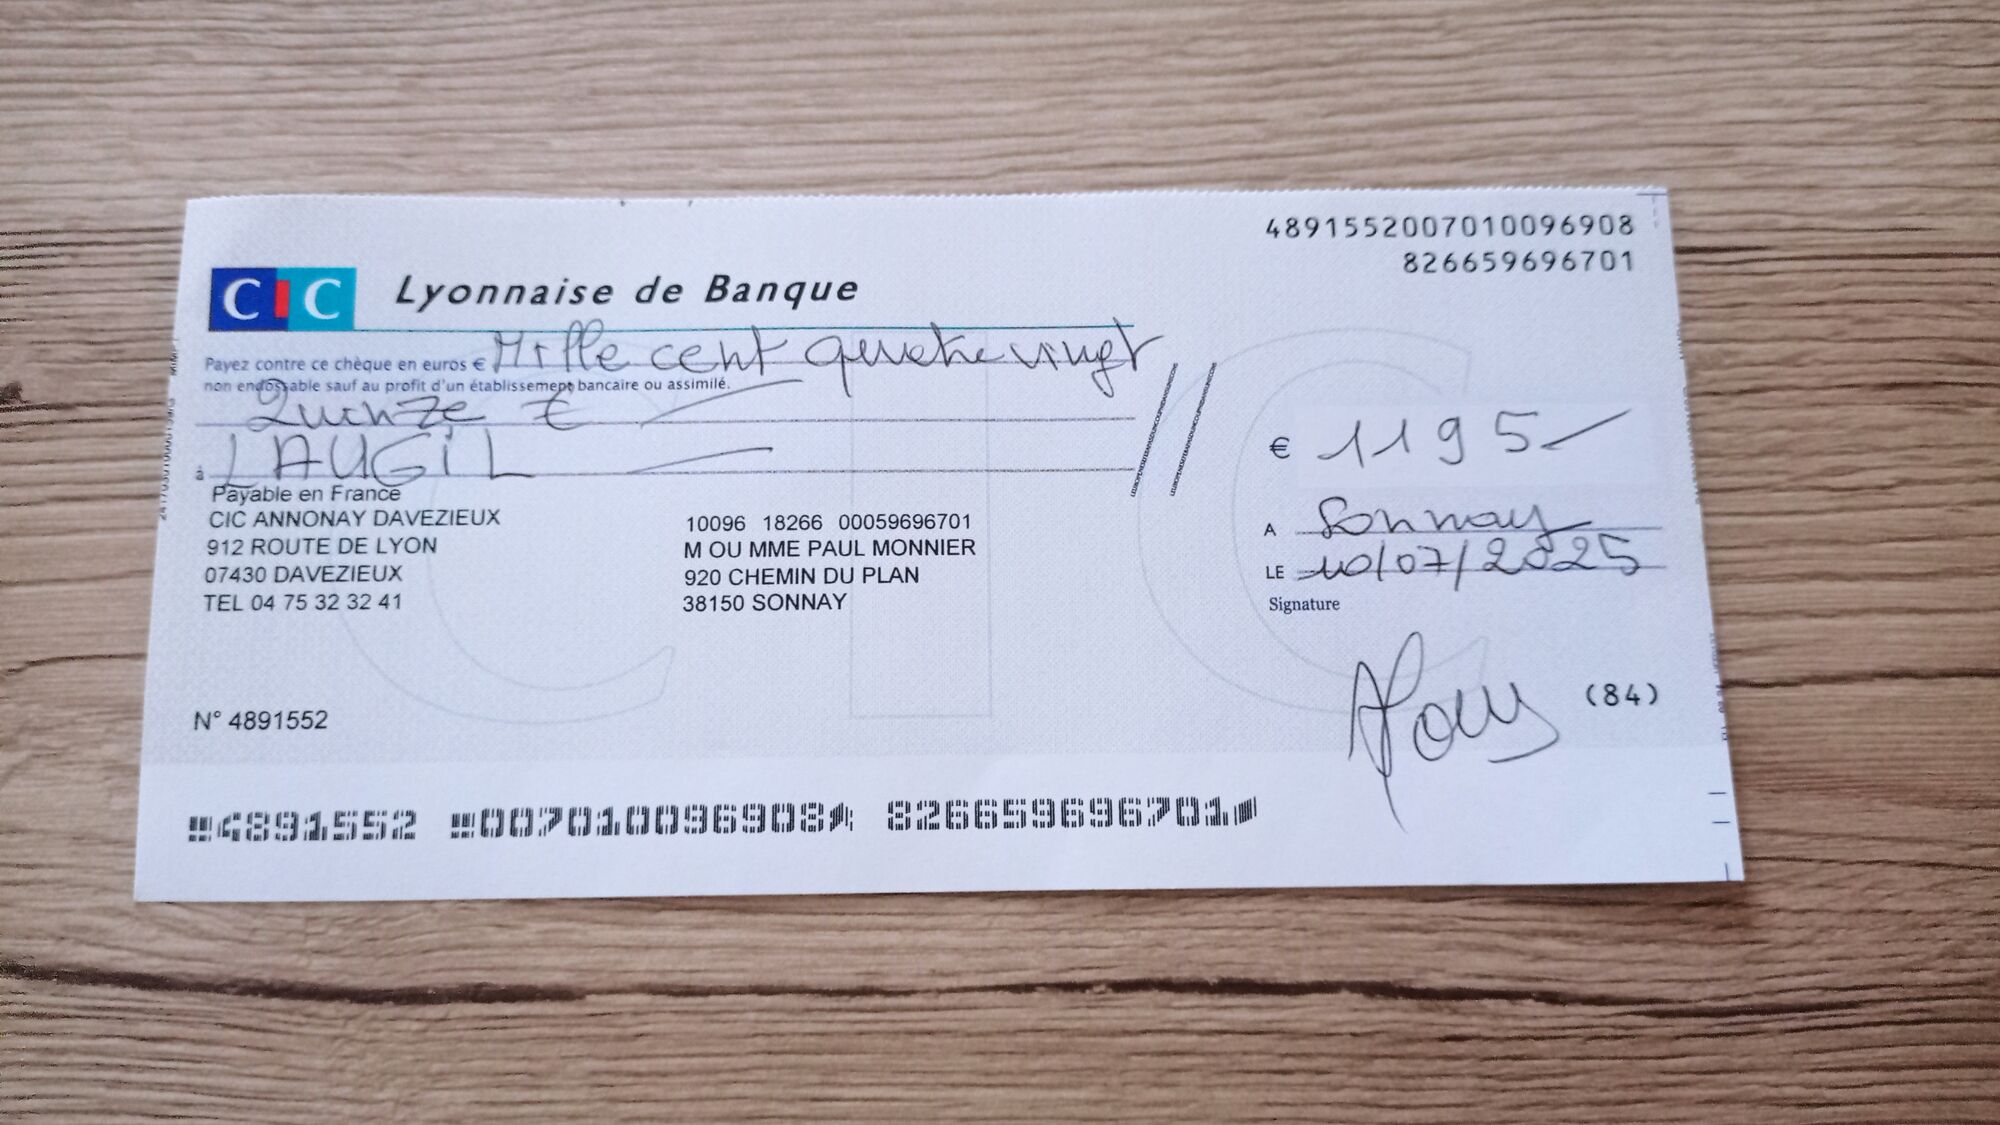 4891552007010096908
826659696701
CIC Lyonnaise de Banque
Payez contre ce chèque en euros € Mille cent quatre vingt
non endossable sauf au profit d'un établissement bancaire ou assimilé.
Quinze €
à LAUGIL
€ 1195
Payable en France
CIC ANNONAY DAVEZIEUX
912 ROUTE DE LYON
07430 DAVEZIEUX
TEL 04 75 32 32 41
10096 18266 00059696701
M OU MME PAUL MONNIER
920 CHEMIN DU PLAN
38150 SONNAY
A Sonnay
LE 10/07/2025
Signature
(84)
N° 4891552
4891552 007010096908 826659696701